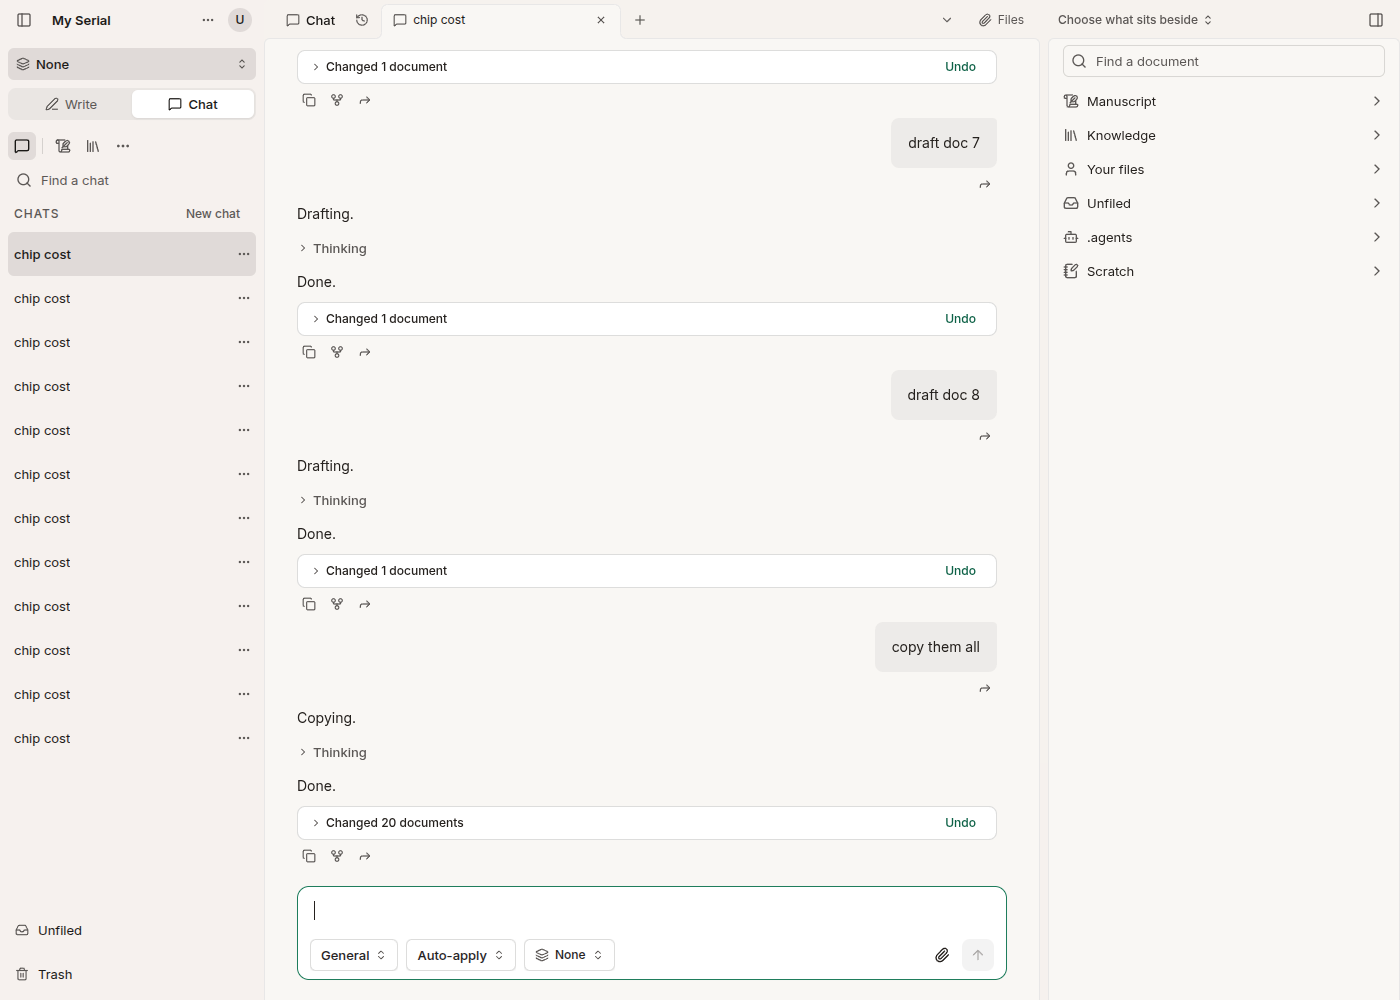 My Serial
U
None
Write
Chat
Find a chat
CHATS
New chat
chip cost
chip cost
chip cost
chip cost
chip cost
chip cost
chip cost
chip cost
chip cost
chip cost
chip cost
chip cost
Unfiled
Trash
Chat
chip cost
Files
Changed 1 document
Undo
draft doc 7
Drafting.
Thinking
Done.
Changed 1 document
Undo
draft doc 8
Drafting.
Thinking
Done.
Changed 1 document
Undo
copy them all
Copying.
Thinking
Done.
Changed 20 documents
Undo
General
Auto-apply
None
Choose what sits beside
Find a document
Manuscript
Knowledge
Your files
Unfiled
.agents
Scratch